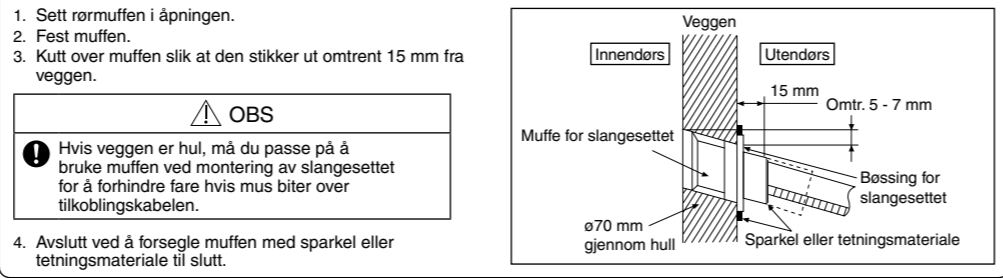 1. Sett rørmuffen i åpningen.
2. Fest muffen.
3. Kutt over muffen slik at den stikker ut omtrent 15 mm fra
veggen.
OBS
Hvis veggen er hul, må du passe på å
bruke muffen ved montering av slangesettet
for å forhindre fare hvis mus biter over
tilkoblingskabelen.
4. Avslutt ved å forsegle muffen med sparkel eller
tetningsmateriale til slutt.
Veggen
Innendørs
Utendørs
15 mm
Omtr. 5 - 7 mm
Muffe for slangesettet
Bøssing for
slangesettet
ø70 mm
gjennom hull
Sparkel eller tetningsmateriale